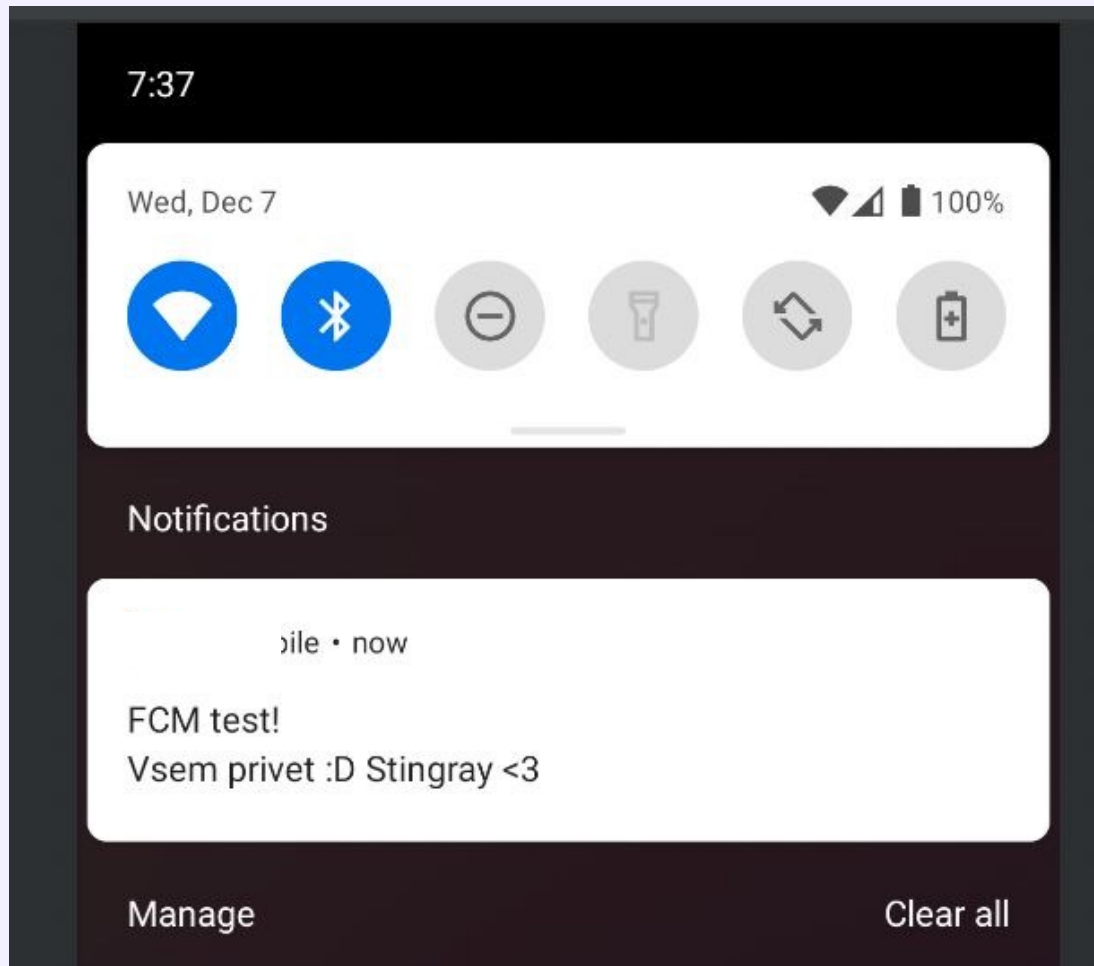 7:37
Wed, Dec 7 100%
Notifications
• now
FCM test!
Vsem privet :D Stingray <3
Manage Clear all